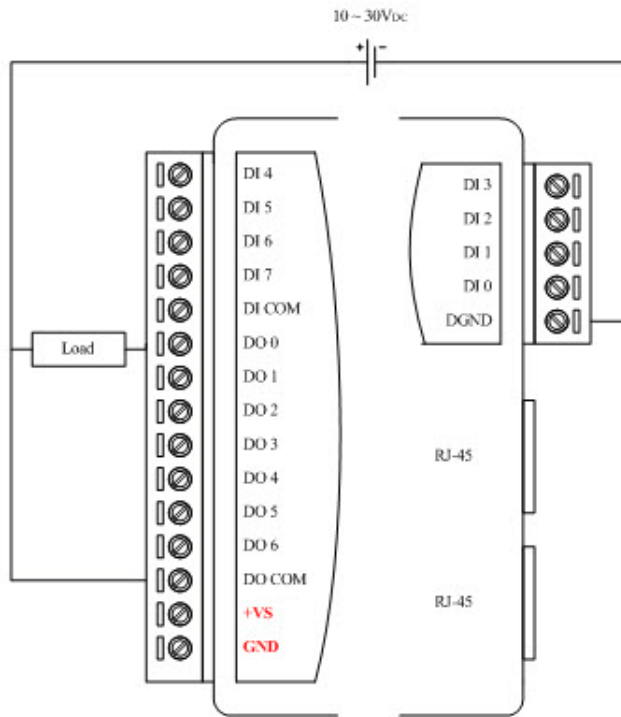 10 ~ 30VDC
+ −
DI 4
DI 5
DI 6
DI 7
DI COM
DO 0
DO 1
DO 2
DO 3
DO 4
DO 5
DO 6
DO COM
+VS
GND
Load
DI 3
DI 2
DI 1
DI 0
DGND
RJ-45
RJ-45